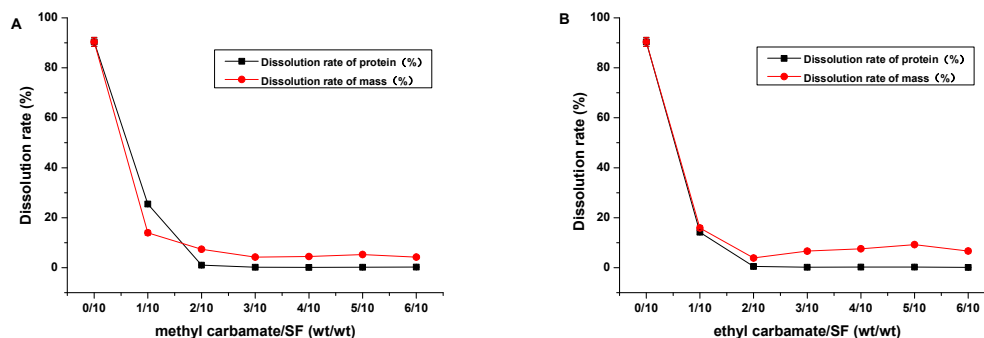 A
Dissolution rate (%)
100
80
60
40
20
0
Dissolution rate of protein (%)
Dissolution rate of mass (%)
0/10 1/10 2/10 3/10 4/10 5/10 6/10
methyl carbamate/SF (wt/wt)
B
Dissolution rate (%)
100
80
60
40
20
0
Dissolution rate of protein (%)
Dissolution rate of mass (%)
0/10 1/10 2/10 3/10 4/10 5/10 6/10
ethyl carbamate/SF (wt/wt)